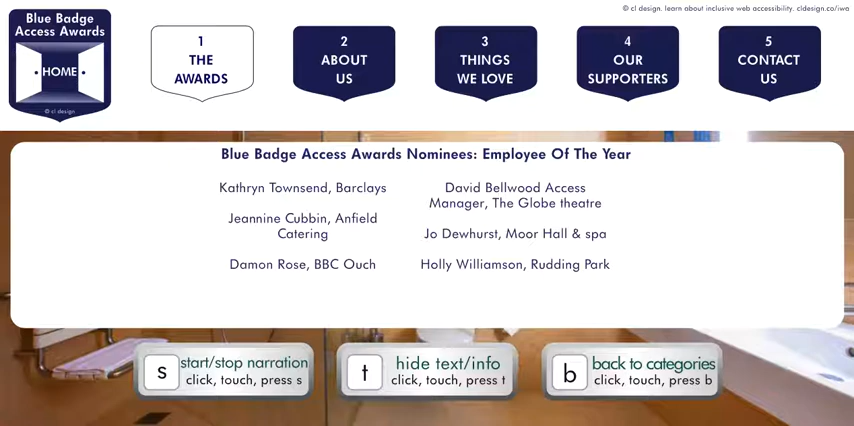 © cl design. learn about inclusive web accessibility. cldesign.co/iwa
Blue Badge
Access Awards
• HOME •
© cl design
1
THE
AWARDS
2
ABOUT
US
3
THINGS
WE LOVE
4
OUR
SUPPORTERS
5
CONTACT
US
Blue Badge Access Awards Nominees: Employee Of The Year
Kathryn Townsend, Barclays
Jeannine Cubbin, Anfield
Catering
Damon Rose, BBC Ouch
David Bellwood Access
Manager, The Globe theatre
Jo Dewhurst, Moor Hall & spa
Holly Williamson, Rudding Park
s
start/stop narration
click, touch, press s
t
hide text/info
click, touch, press t
b
back to categories
click, touch, press b